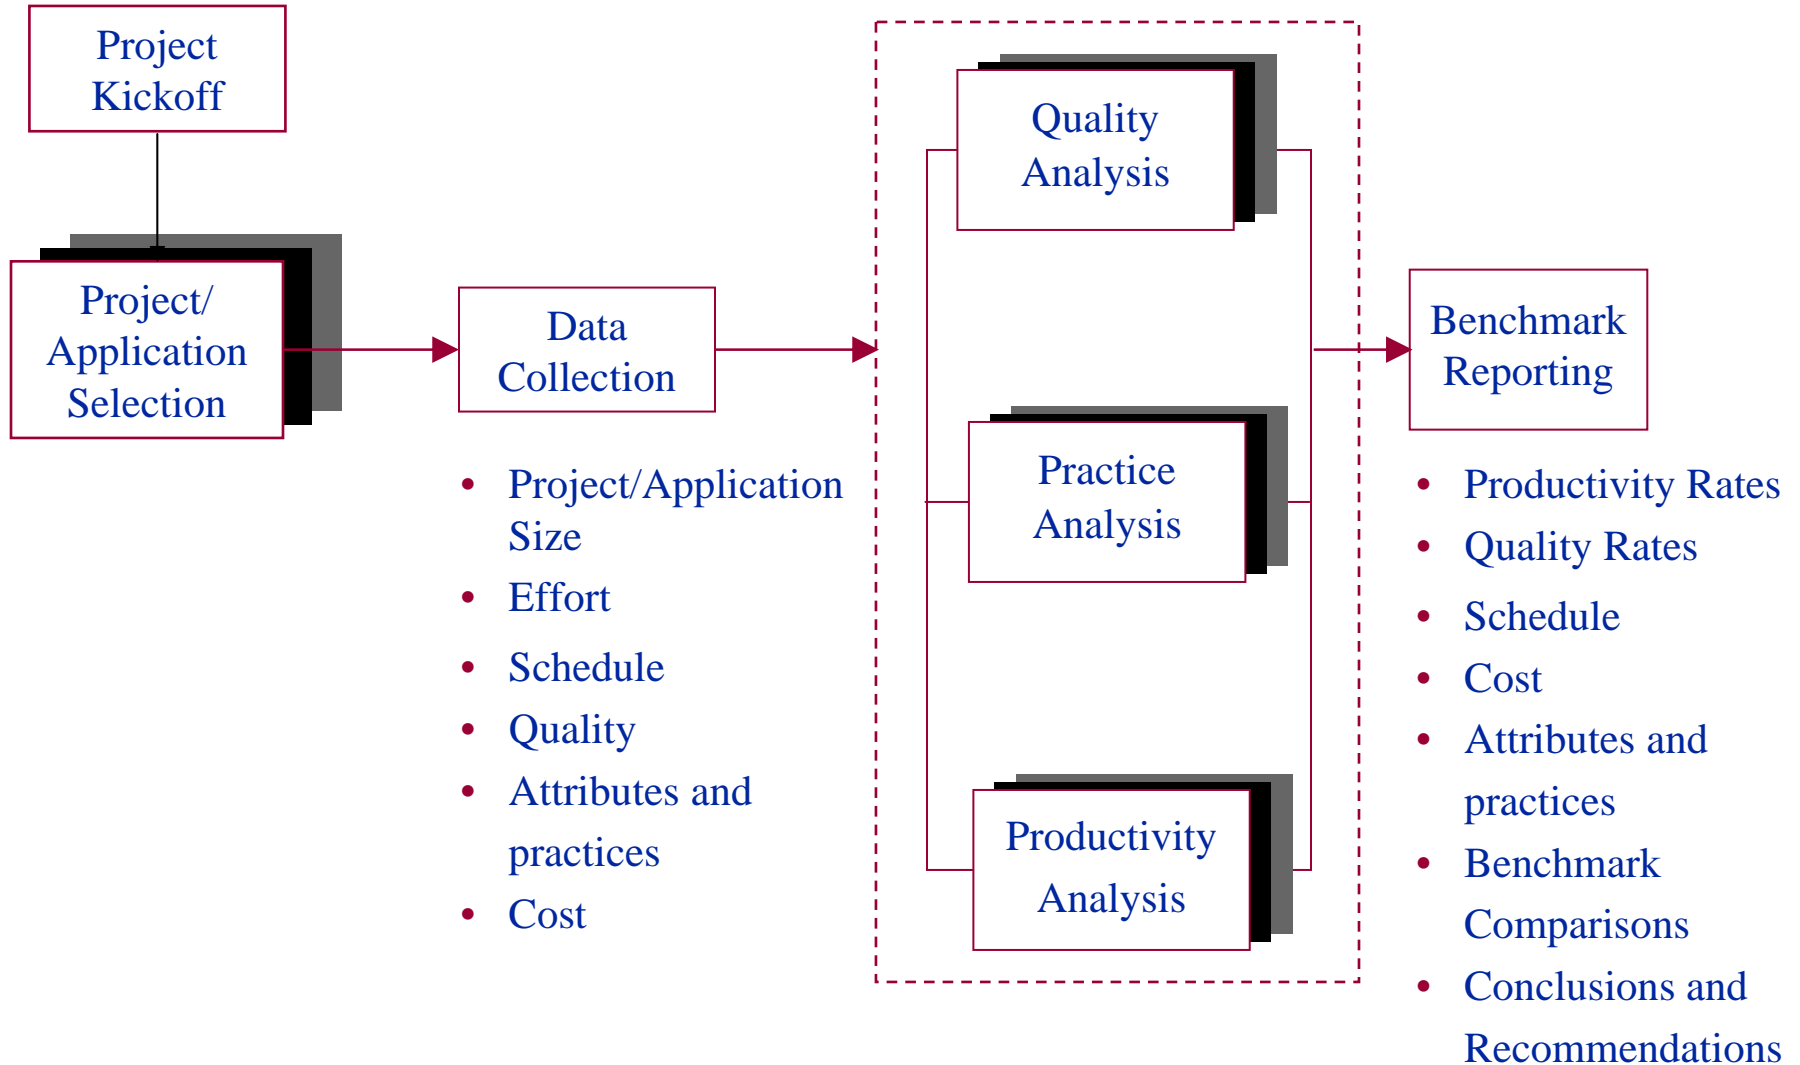 Project
Kickoff
Project/
Application
Selection
Data
Collection
• Project/Application
Size
• Effort
• Schedule
• Quality
• Attributes and
practices
• Cost
Quality
Analysis
Practice
Analysis
Productivity
Analysis
Benchmark
Reporting
• Productivity Rates
• Quality Rates
• Schedule
• Cost
• Attributes and
practices
• Benchmark
Comparisons
• Conclusions and
Recommendations